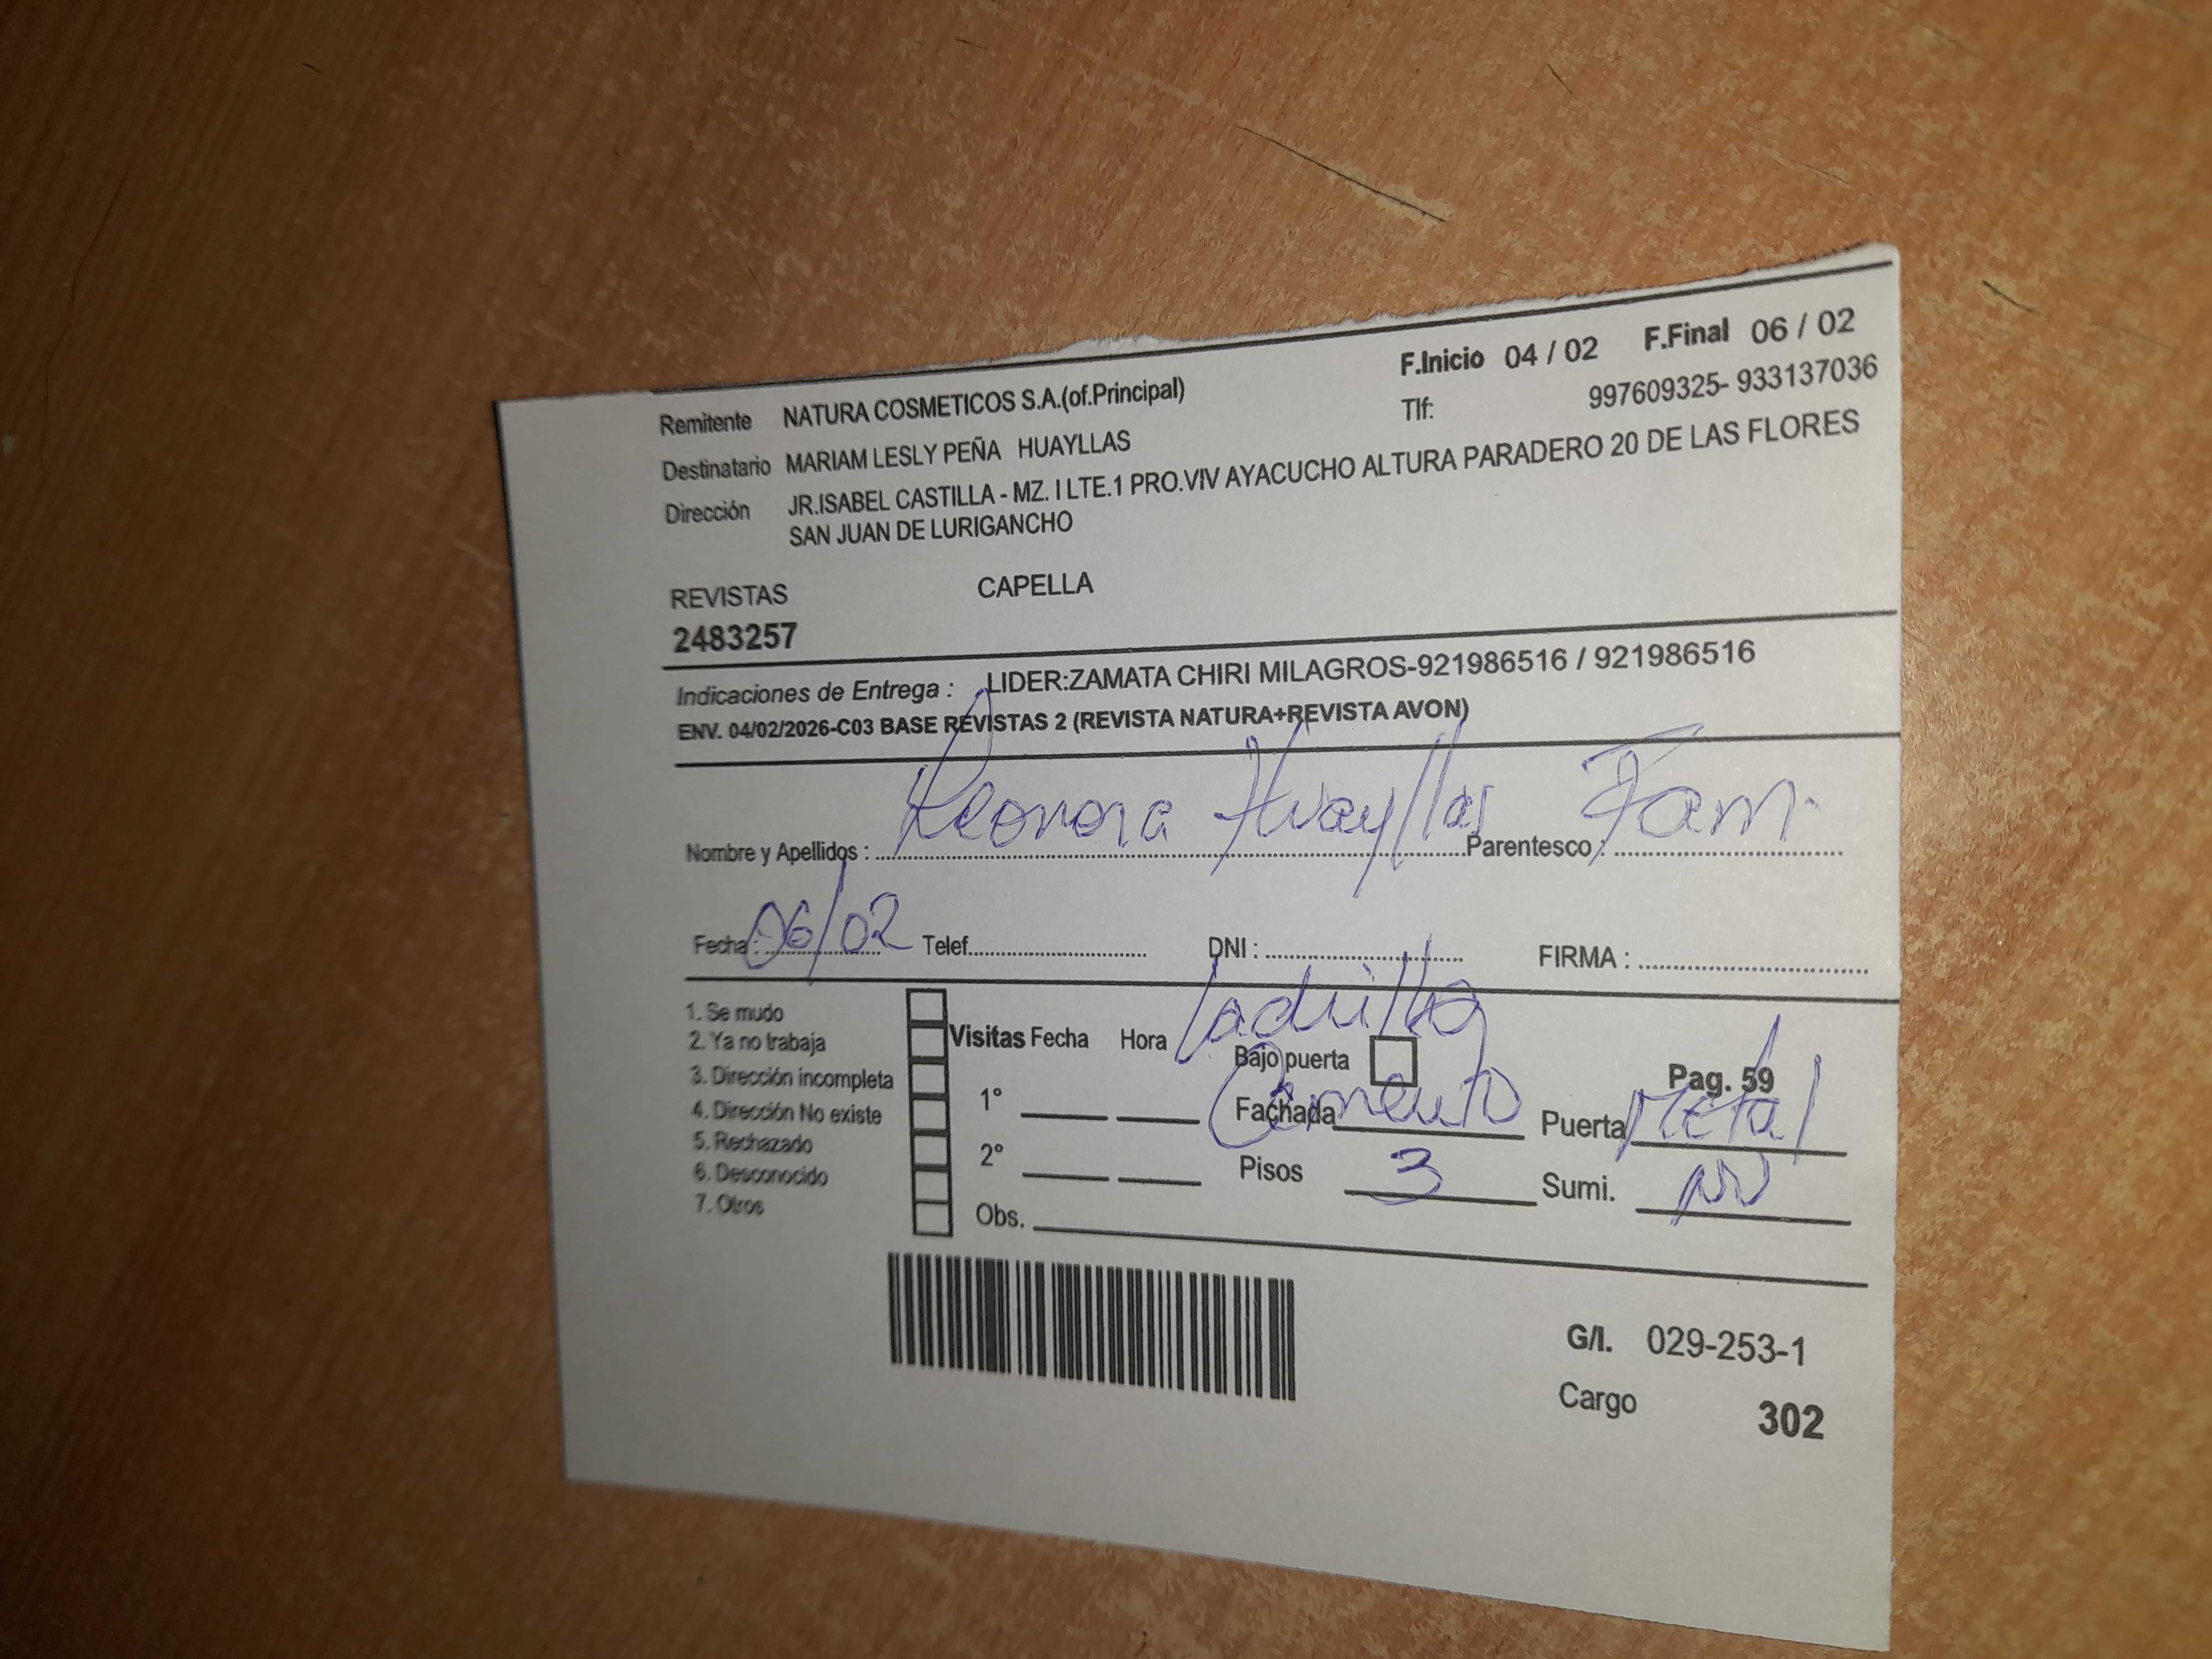 F.Inicio 04 / 02 F.Final 06 / 02
Remitente NATURA COSMETICOS S.A.(of.Principal) Tlf: 997609325- 933137036
Destinatario MARIAM LESLY PEÑA HUAYLLAS
Dirección JR.ISABEL CASTILLA - MZ. I LTE.1 PRO.VIV AYACUCHO ALTURA PARADERO 20 DE LAS FLORES
SAN JUAN DE LURIGANCHO
REVISTAS CAPELLA
2483257
Indicaciones de Entrega : LIDER:ZAMATA CHIRI MILAGROS-921986516 / 921986516
ENV. 04/02/2026-C03 BASE REVISTAS 2 (REVISTA NATURA+REVISTA AVON)
Nombre y Apellidos : Leonora Huayllas Parentesco : Fam.
Fecha : 06/02 Telef. DNI : FIRMA :
1. Se mudo
2. Ya no trabaja
3. Dirección incompleta
4. Dirección No existe
5. Rechazado
6. Desconocido
7. Otros
Visitas Fecha Hora
1°
2°
Obs.
ladrillo
Bajo puerta Pag. 59
Fachada Cemento Puerta Metal
Pisos 3 Sumi.
G/I. 029-253-1
Cargo 302